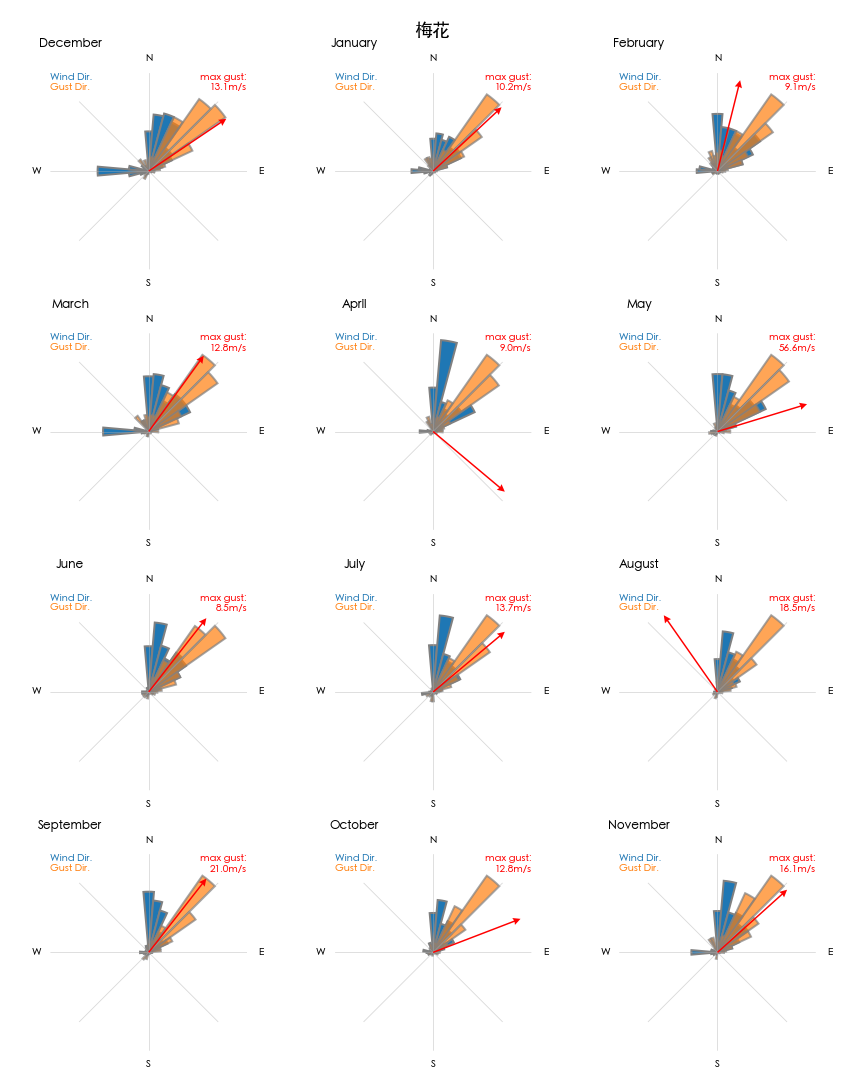 梅花
December
N
Wind Dir.
Gust Dir.
max gust:
13.1m/s
W
E
S
January
N
Wind Dir.
Gust Dir.
max gust:
10.2m/s
W
E
S
February
N
Wind Dir.
Gust Dir.
max gust:
9.1m/s
W
E
S
March
N
Wind Dir.
Gust Dir.
max gust:
12.8m/s
W
E
S
April
N
Wind Dir.
Gust Dir.
max gust:
9.0m/s
W
E
S
May
N
Wind Dir.
Gust Dir.
max gust:
56.6m/s
W
E
S
June
N
Wind Dir.
Gust Dir.
max gust:
8.5m/s
W
E
S
July
N
Wind Dir.
Gust Dir.
max gust:
13.7m/s
W
E
S
August
N
Wind Dir.
Gust Dir.
max gust:
18.5m/s
W
E
S
September
N
Wind Dir.
Gust Dir.
max gust:
21.0m/s
W
E
S
October
N
Wind Dir.
Gust Dir.
max gust:
12.8m/s
W
E
S
November
N
Wind Dir.
Gust Dir.
max gust:
16.1m/s
W
E
S